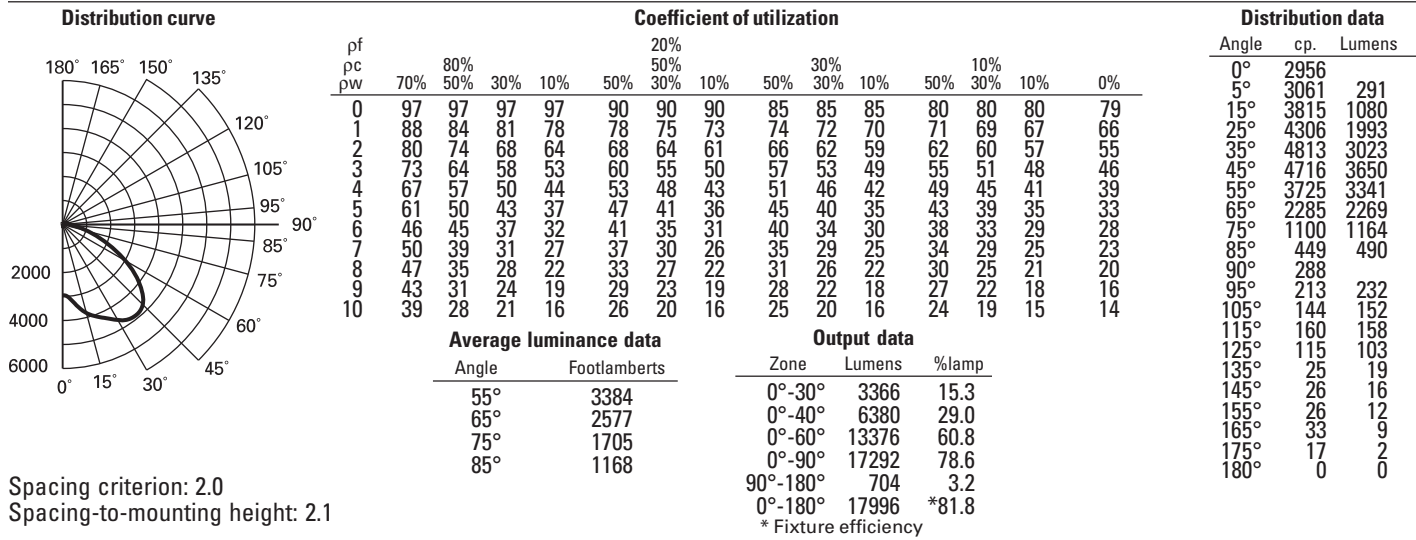 Distribution curve
180° 165° 150° 135° 120° 105° 95° 90° 85° 75° 60° 45° 30° 15° 0°
2000
4000
6000
Spacing criterion: 2.0
Spacing-to-mounting height: 2.1
Coefficient of utilization
ρf 20%
ρc 80% 50% 30% 10%
ρw 70% 50% 30% 10% 50% 30% 10% 50% 30% 10% 50% 30% 10% 0%
0 97 97 97 97 90 90 90 85 85 85 80 80 80 79
1 88 84 81 78 78 75 73 74 72 70 71 69 67 66
2 80 74 68 64 68 64 61 66 62 59 62 60 57 55
3 73 64 58 53 60 55 50 57 53 49 55 51 48 46
4 67 57 50 44 53 48 43 51 46 42 49 45 41 39
5 61 50 43 37 47 41 36 45 40 35 43 39 35 33
6 46 45 37 32 41 35 31 40 34 30 38 33 29 28
7 50 39 31 27 37 30 26 35 29 25 34 29 25 23
8 47 35 28 22 33 27 22 31 26 22 30 25 21 20
9 43 31 24 19 29 23 19 28 22 18 27 22 18 16
10 39 28 21 16 26 20 16 25 20 16 24 19 15 14
Average luminance data
Angle Footlamberts
55° 3384
65° 2577
75° 1705
85° 1168
Output data
Zone Lumens %lamp
0°-30° 3366 15.3
0°-40° 6380 29.0
0°-60° 13376 60.8
0°-90° 17292 78.6
90°-180° 704 3.2
0°-180° 17996 *81.8
* Fixture efficiency
Distribution data
Angle cp. Lumens
0° 2956
5° 3061 291
15° 3815 1080
25° 4306 1993
35° 4813 3023
45° 4716 3650
55° 3725 3341
65° 2285 2269
75° 1100 1164
85° 449 490
90° 288
95° 213 232
105° 144 152
115° 160 158
125° 115 103
135° 25 19
145° 26 16
155° 26 12
165° 33 9
175° 17 2
180° 0 0